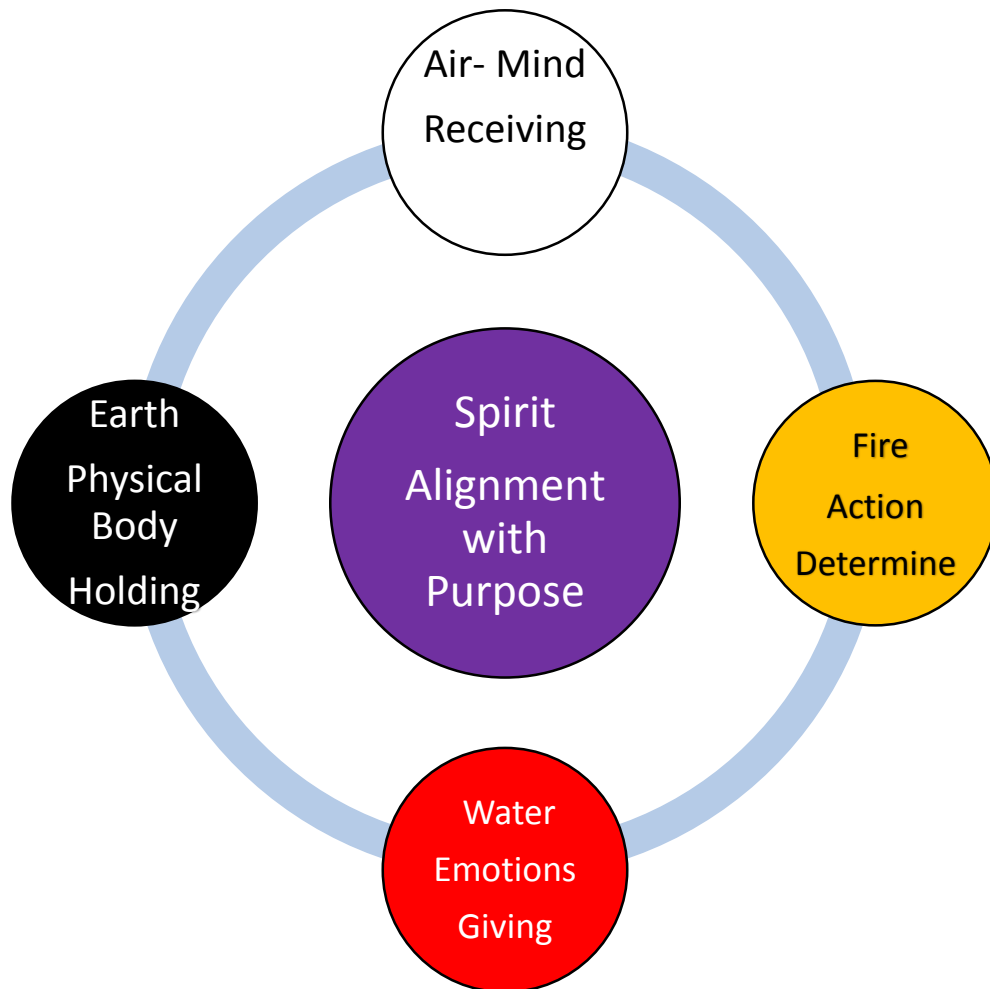 Air- Mind
Receiving
Earth
Physical
Body
Holding
Spirit
Alignment
with
Purpose
Fire
Action
Determine
Water
Emotions
Giving